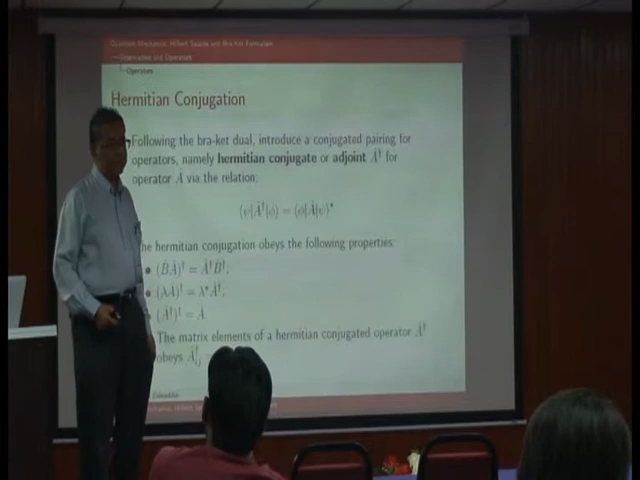 Quantum Mechanics, Hilbert Space and Bra-Ket Formalism
Observables and Operators
Operators
Hermitian Conjugation
Following the bra-ket dual, introduce a conjugated pairing for
operators, namely hermitian conjugate or adjoint Â† for
operator Â via the relation:
⟨ψ|Â†|φ⟩ = ⟨φ|Â|ψ⟩*
he hermitian conjugation obeys the following properties:
• (B̂Â)† = Â†B̂†;
• (λÂ)† = λ*Â†;
• (Â†)† = Â.
The matrix elements of a hermitian conjugated operator Â†
obeys Â†ij =